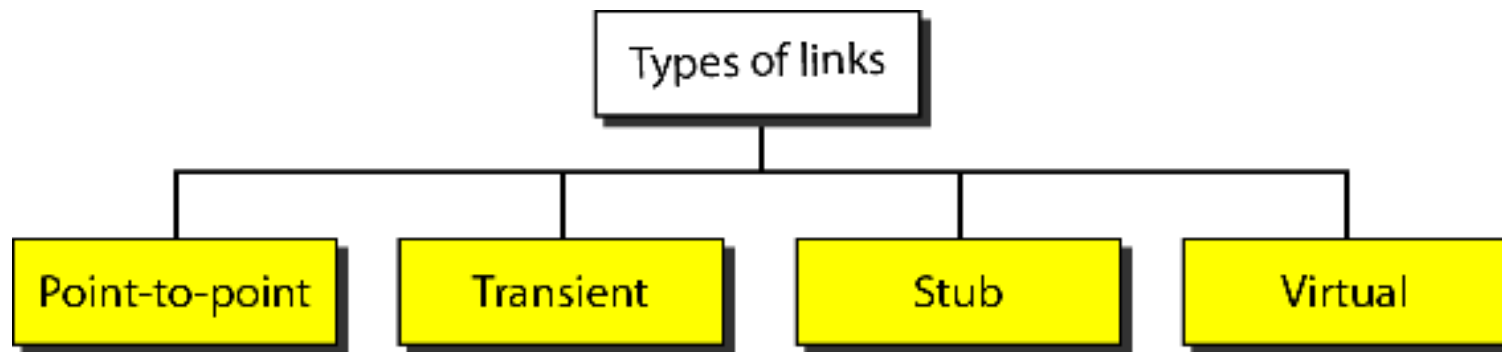 Types of links
Point-to-point
Transient
Stub
Virtual